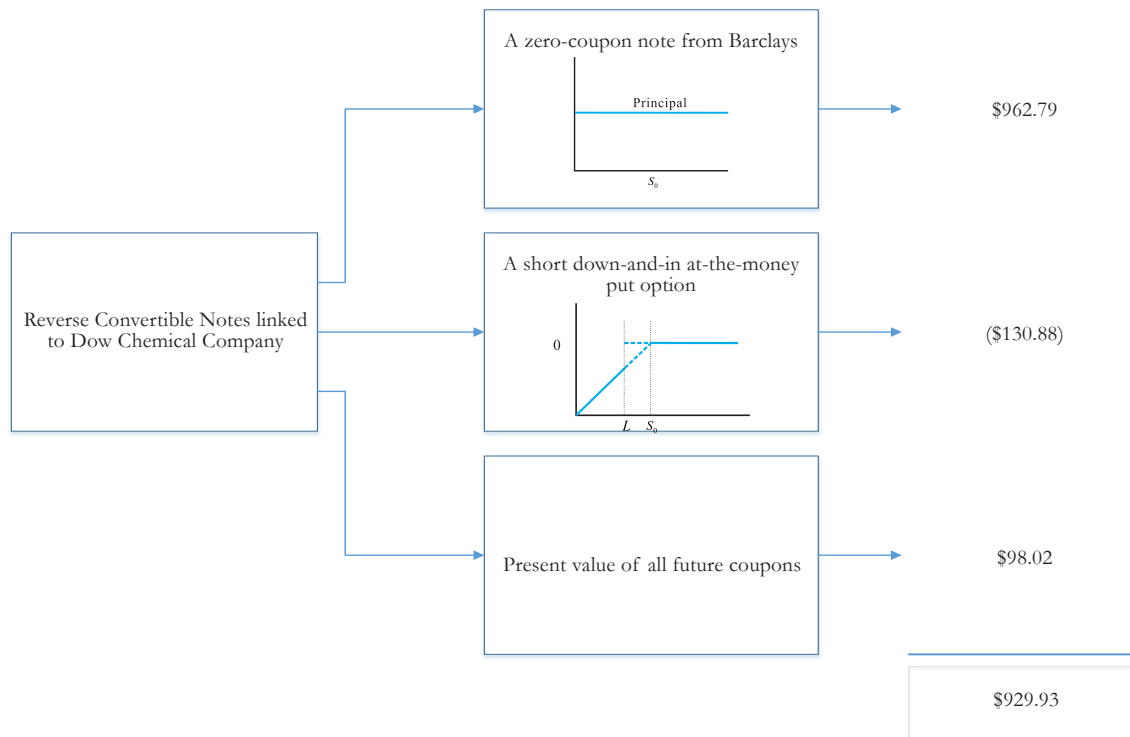 A zero-coupon note from Barclays
Principal
S₀
$962.79
Reverse Convertible Notes linked
to Dow Chemical Company
A short down-and-in at-the-money
put option
0
L S₀
($130.88)
Present value of all future coupons
$98.02
$929.93